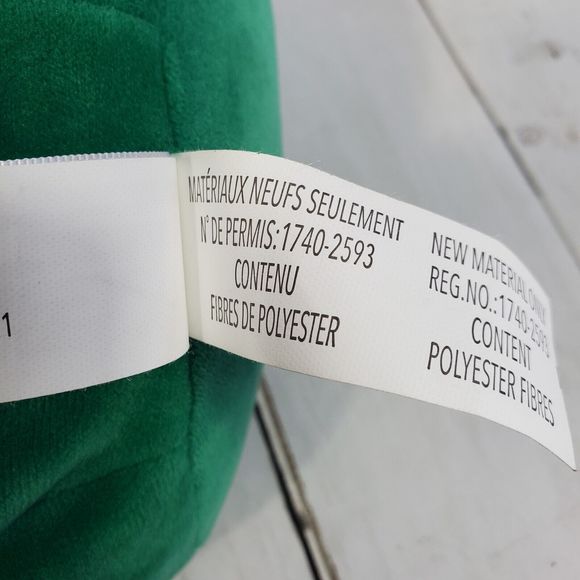 1
MATÉRIAUX NEUFS SEULEMENT
N° DE PERMIS:1740-2593
CONTENU
FIBRES DE POLYESTER
NEW MATERIAL ONLY
REG.NO.:1740-2593
CONTENT
POLYESTER FIBRES